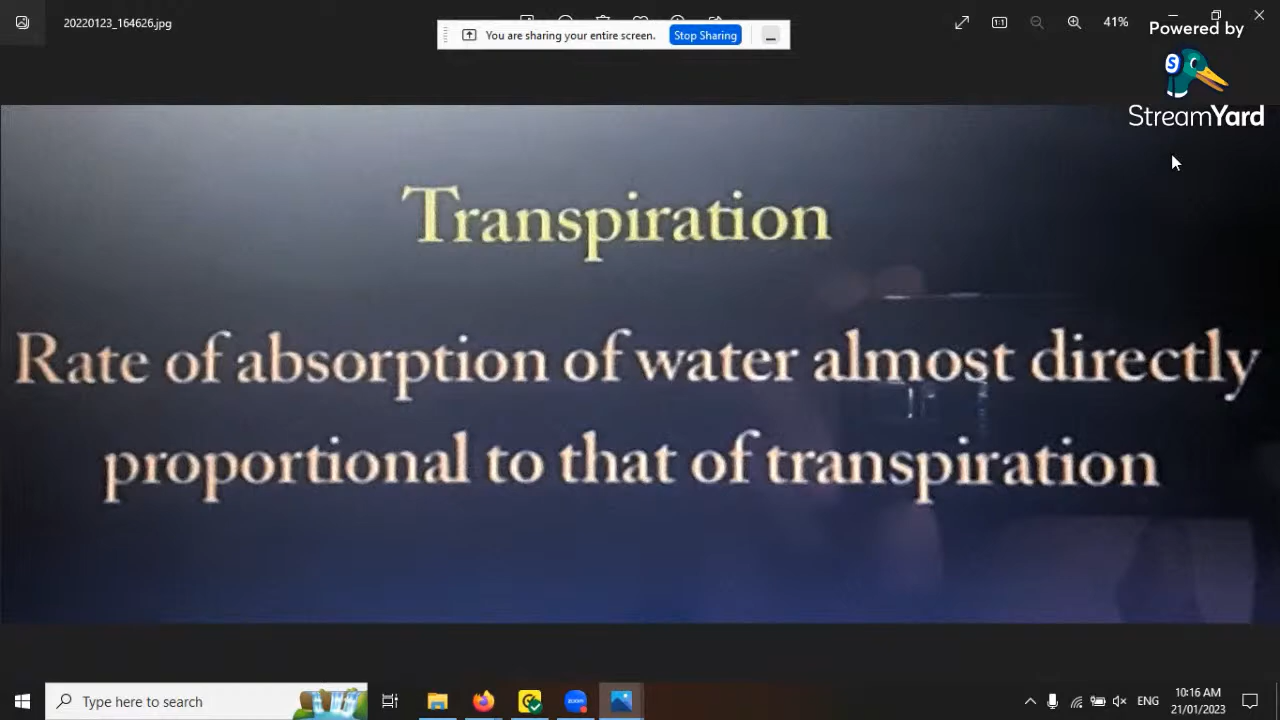 20220123_164626.jpg
You are sharing your entire screen. Stop Sharing
41%
Powered by
StreamYard
Transpiration
Rate of absorption of water almost directly
proportional to that of transpiration
Type here to search
zoom
ENG
10:16 AM
21/01/2023